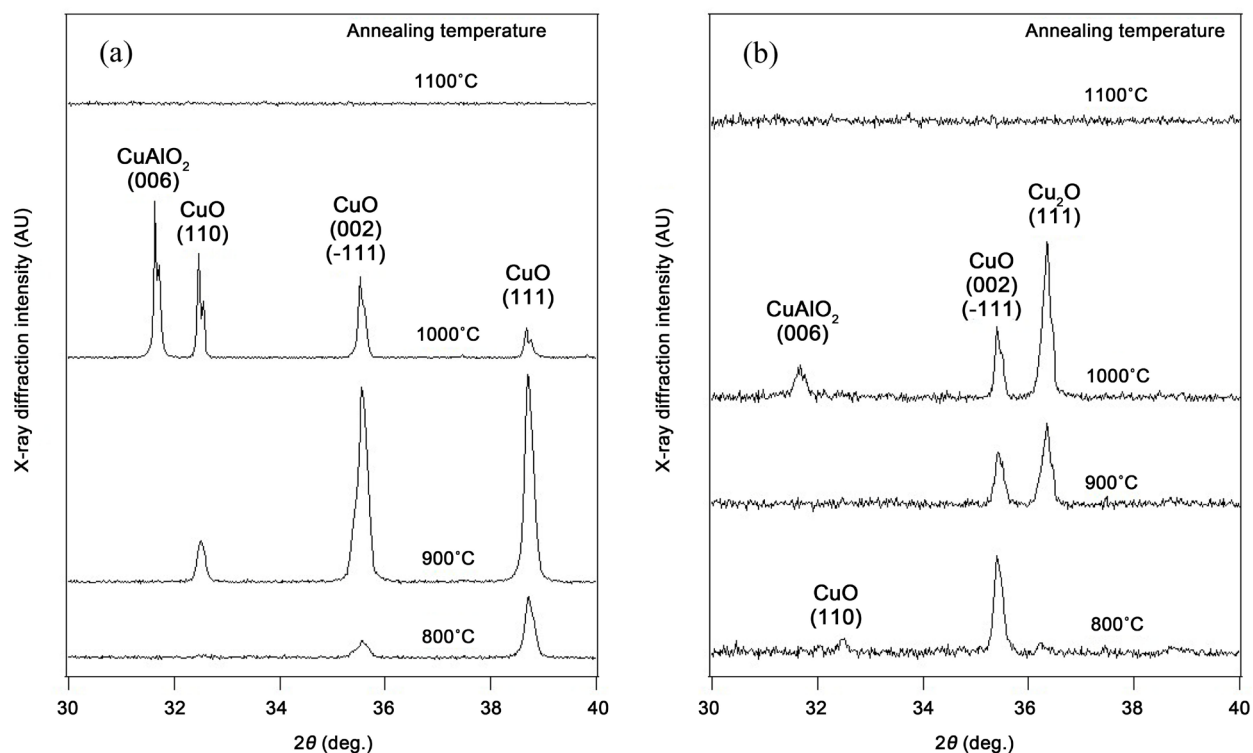 (a)
Annealing temperature
1100˚C
CuAlO₂
(006)
CuO
(110)
CuO
(002)
(-111)
CuO
(111)
1000˚C
900˚C
800˚C
30
32
34
36
38
40
2θ (deg.)
X-ray diffraction intensity (AU)
(b)
Annealing temperature
1100˚C
Cu₂O
(111)
CuO
(002)
(-111)
CuAlO₂
(006)
1000˚C
900˚C
CuO
(110)
800˚C
30
32
34
36
38
40
2θ (deg.)
X-ray diffraction intensity (AU)